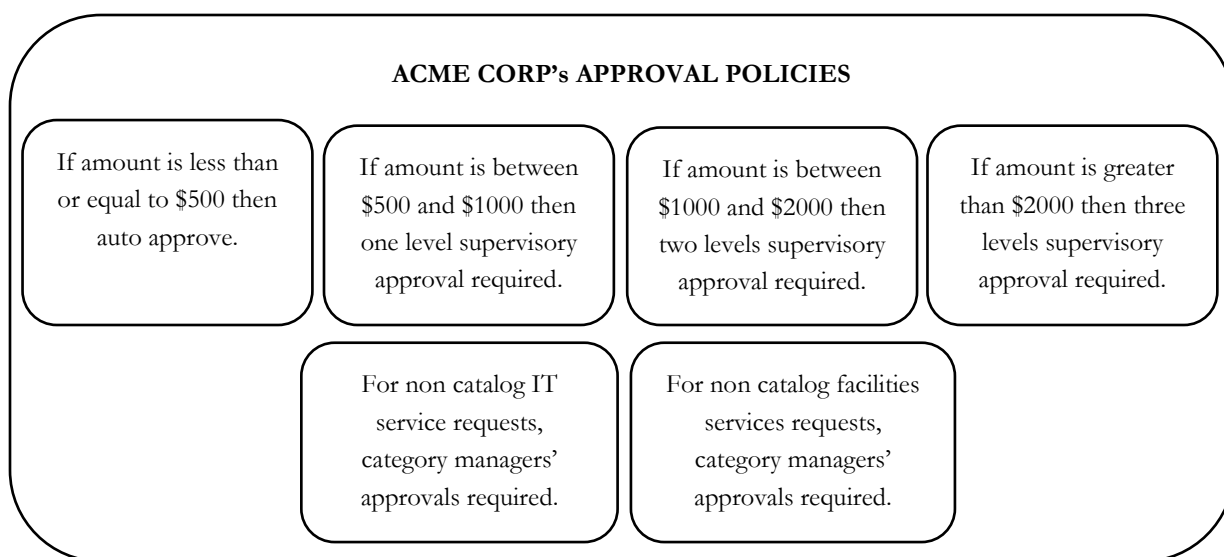 ACME CORP's APPROVAL POLICIES
If amount is less than
or equal to $500 then
auto approve.
If amount is between
$500 and $1000 then
one level supervisory
approval required.
If amount is between
$1000 and $2000 then
two levels supervisory
approval required.
If amount is greater
than $2000 then three
levels supervisory
approval required.
For non catalog IT
service requests,
category managers'
approvals required.
For non catalog facilities
services requests,
category managers'
approvals required.